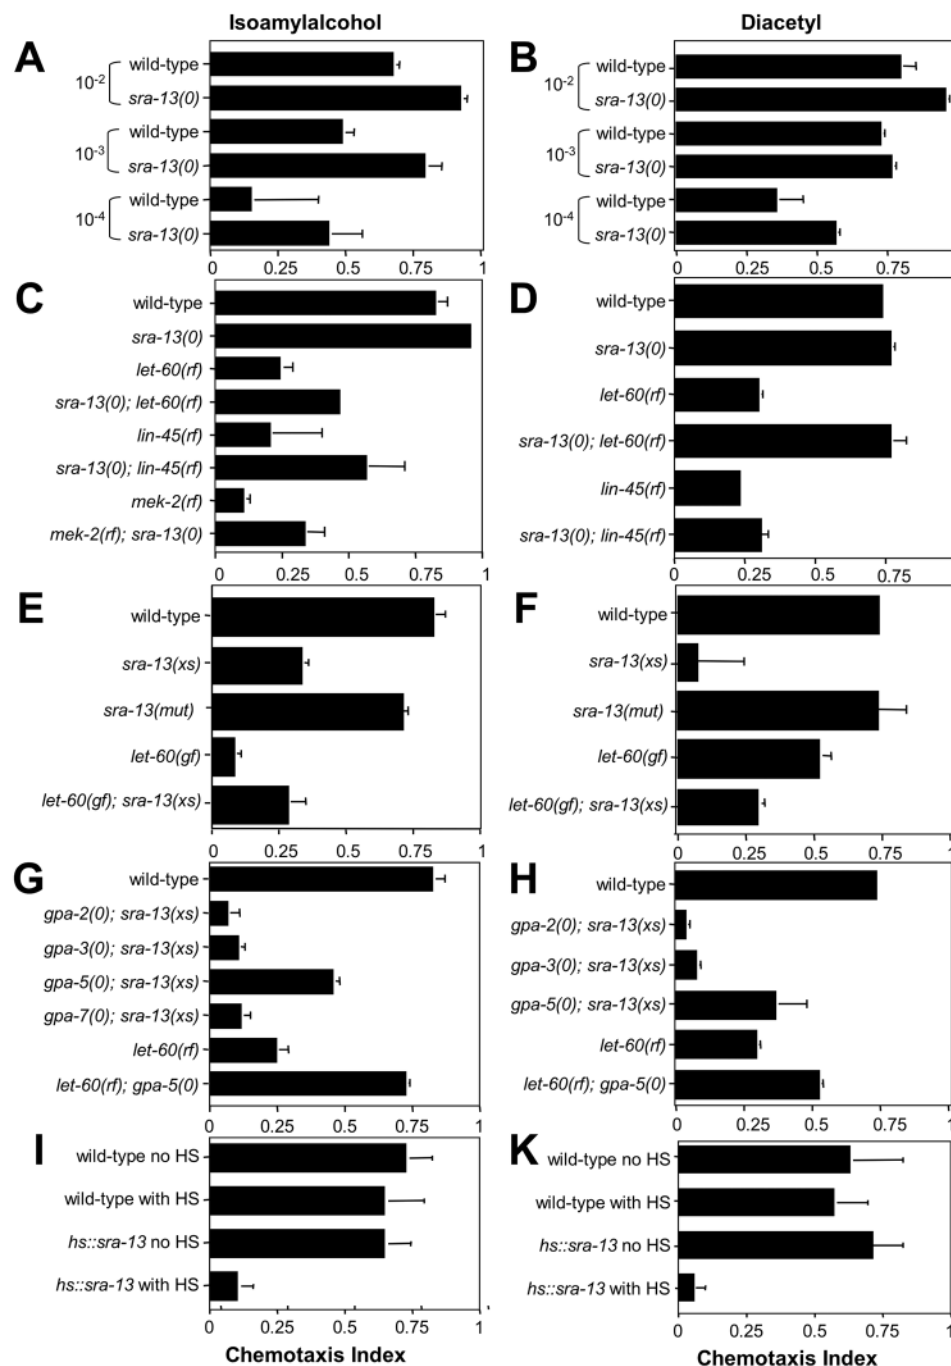 Isoamylalcohol
Diacetyl
A
10-2
wild-type
sra-13(0)
10-3
wild-type
sra-13(0)
10-4
wild-type
sra-13(0)
0 0.25 0.5 0.75 1
B
10-2
wild-type
sra-13(0)
10-3
wild-type
sra-13(0)
10-4
wild-type
sra-13(0)
0 0.25 0.5 0.75 1
C
wild-type
sra-13(0)
let-60(rf)
sra-13(0); let-60(rf)
lin-45(rf)
sra-13(0); lin-45(rf)
mek-2(rf)
mek-2(rf); sra-13(0)
0 0.25 0.5 0.75 1
D
wild-type
sra-13(0)
let-60(rf)
sra-13(0); let-60(rf)
lin-45(rf)
sra-13(0); lin-45(rf)
0 0.25 0.5 0.75 1
E
wild-type
sra-13(xs)
sra-13(mut)
let-60(gf)
let-60(gf); sra-13(xs)
0 0.25 0.5 0.75 1
F
wild-type
sra-13(xs)
sra-13(mut)
let-60(gf)
let-60(gf); sra-13(xs)
0 0.25 0.5 0.75 1
G
wild-type
gpa-2(0); sra-13(xs)
gpa-3(0); sra-13(xs)
gpa-5(0); sra-13(xs)
gpa-7(0); sra-13(xs)
let-60(rf)
let-60(rf); gpa-5(0)
0 0.25 0.5 0.75 1
H
wild-type
gpa-2(0); sra-13(xs)
gpa-3(0); sra-13(xs)
gpa-5(0); sra-13(xs)
let-60(rf)
let-60(rf); gpa-5(0)
0 0.25 0.5 0.75 1
I
wild-type no HS
wild-type with HS
hs::sra-13 no HS
hs::sra-13 with HS
0 0.25 0.5 0.75 1
Chemotaxis Index
K
wild-type no HS
wild-type with HS
hs::sra-13 no HS
hs::sra-13 with HS
0 0.25 0.5 0.75 1
Chemotaxis Index